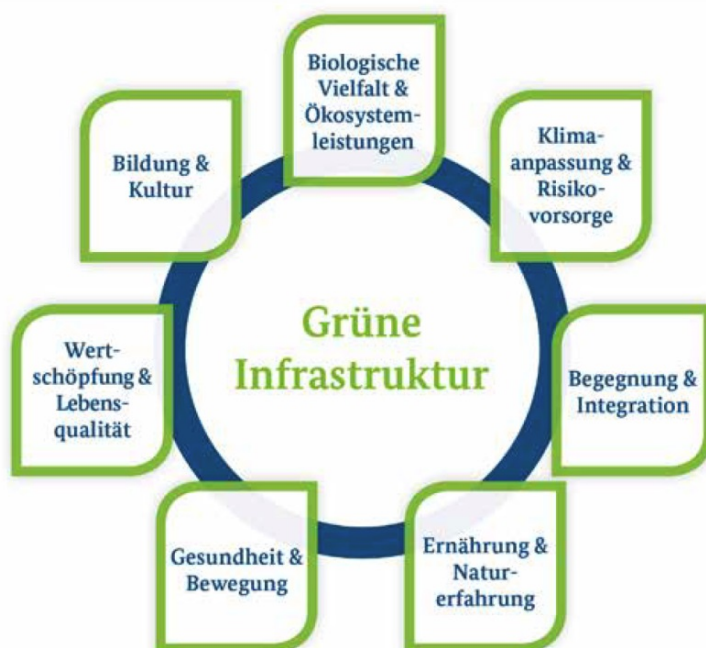 Biologische
Vielfalt &
Ökosystem-
leistungen
Klima-
anpassung &
Risiko-
vorsorge
Begegnung &
Integration
Ernährung &
Natur-
erfahrung
Gesundheit &
Bewegung
Wert-
schöpfung &
Lebens-
qualität
Bildung &
Kultur
Grüne
Infrastruktur